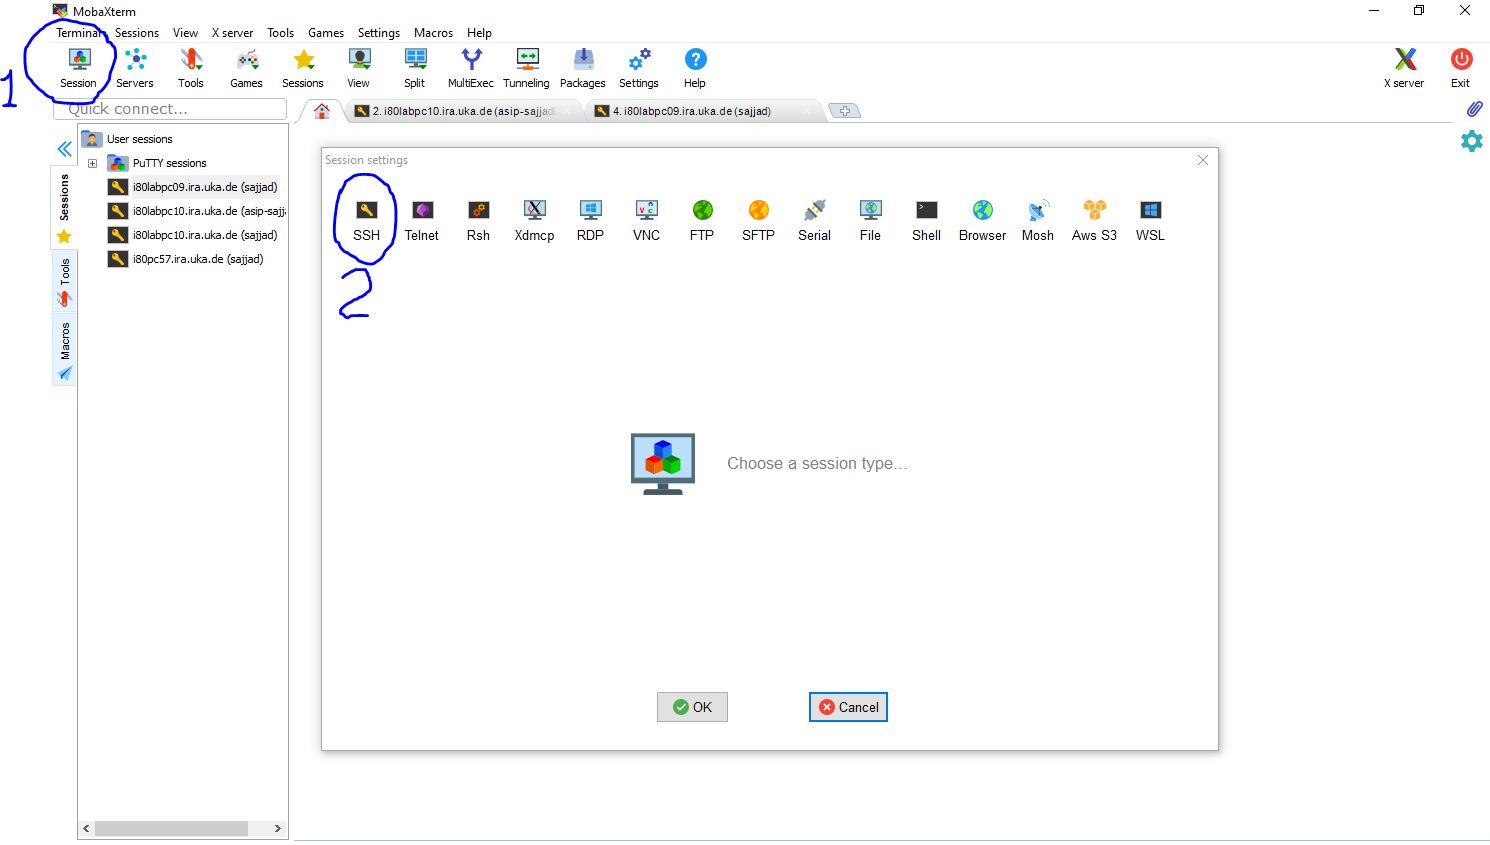 MobaXterm
Terminal Sessions View X server Tools Games Settings Macros Help
1
Session Servers Tools Games Sessions View Split MultiExec Tunneling Packages Settings Help X server Exit
Quick connect...
2. i80labpc10.ira.uka.de (asip-sajjad
4. i80labpc09.ira.uka.de (sajjad)
User sessions
PuTTY sessions
i80labpc09.ira.uka.de (sajjad)
i80labpc10.ira.uka.de (asip-sajja
i80labpc10.ira.uka.de (sajjad)
i80pc57.ira.uka.de (sajjad)
Sessions
Tools
Macros
Session settings
SSH Telnet Rsh Xdmcp RDP VNC FTP SFTP Serial File Shell Browser Mosh Aws S3 WSL
2
Choose a session type...
OK Cancel